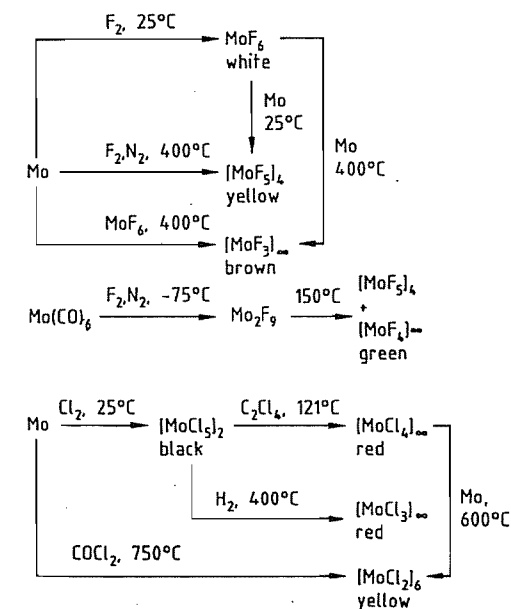 F₂, 25°C
MoF₆
white
Mo
25°C
Mo
400°C
Mo
F₂,N₂, 400°C
[MoF₅]₄
yellow
MoF₆, 400°C
[MoF₃]∞
brown
Mo(CO)₆
F₂,N₂, -75°C
Mo₂F₉
150°C
[MoF₅]₄
+
[MoF₄]∞
green
Mo
Cl₂, 25°C
[MoCl₅]₂
black
C₂Cl₄, 121°C
[MoCl₄]∞
red
H₂, 400°C
[MoCl₃]∞
red
Mo,
600°C
COCl₂, 750°C
[MoCl₂]₆
yellow